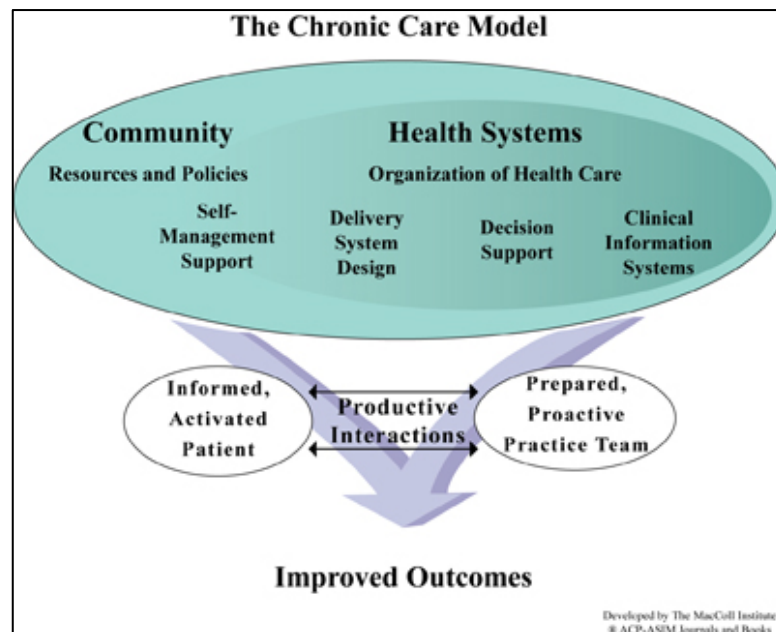 The Chronic Care Model
Community
Health Systems
Resources and Policies
Organization of Health Care
Self-
Management
Support
Delivery
System
Design
Decision
Support
Clinical
Information
Systems
Informed,
Activated
Patient
Productive
Interactions
Prepared,
Proactive
Practice Team
Improved Outcomes
Developed by The MacColl Institute
® ACP-ASIM Journals and Books